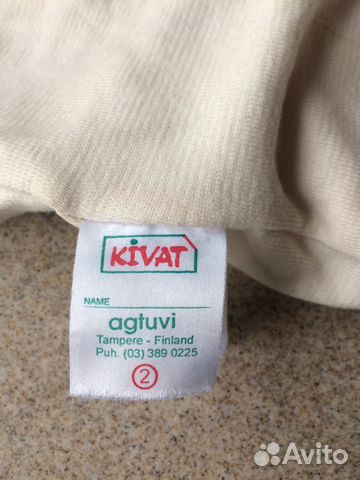 KIVAT
NAME
agtuvi
Tampere - Finland
Puh. (03) 389 0225
2
Avito